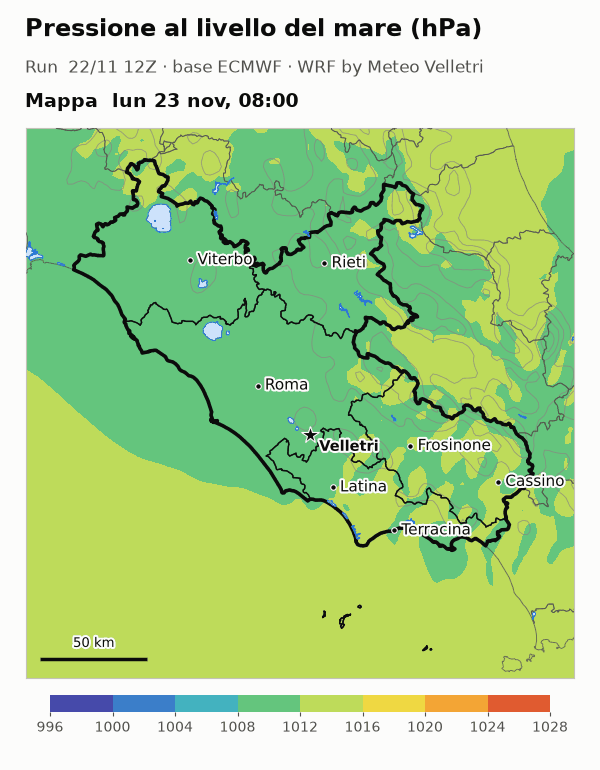 Pressione al livello del mare (hPa)
Run  22/11 12Z · base ECMWF · WRF by Meteo Velletri
Mappa  lun 23 nov, 08:00
Viterbo
Rieti
Roma
Velletri
Frosinone
Latina
Cassino
Terracina
50 km
996 1000 1004 1008 1012 1016 1020 1024 1028